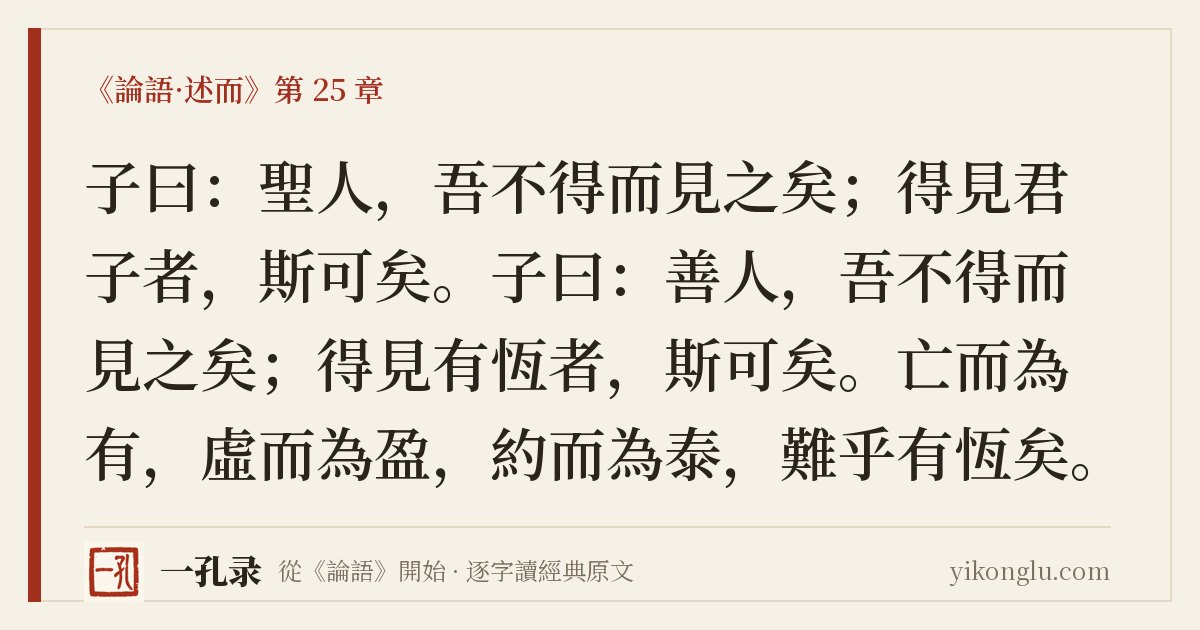 《論語·述而》第 25 章
子曰：聖人，吾不得而見之矣；得見君
子者，斯可矣。子曰：善人，吾不得而
見之矣；得見有恆者，斯可矣。亡而為
有，虛而為盈，約而為泰，難乎有恆矣。
一孔
一孔录 從《論語》開始 · 逐字讀經典原文 yikonglu.com